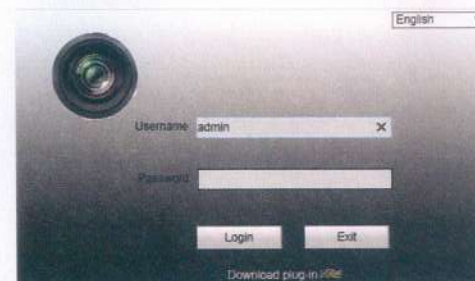 English
Username admin
Password
Login Exit
Download plug-in